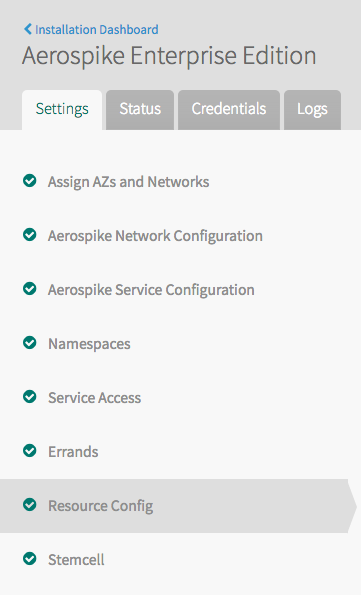 Installation Dashboard
Aerospike Enterprise Edition
Settings Status Credentials Logs
Assign AZs and Networks
Aerospike Network Configuration
Aerospike Service Configuration
Namespaces
Service Access
Errands
Resource Config
Stemcell